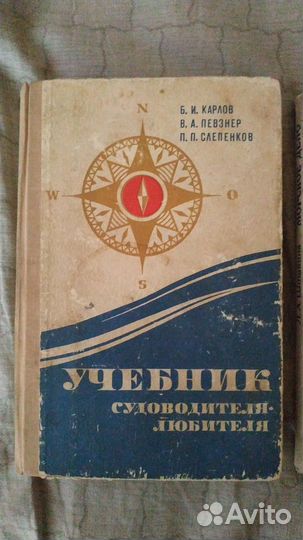 N
Б. И. КАРЛОВ
В. А. ПЕВЗНЕР
П. П. СЛЕПЕНКОВ
W O
S
УЧЕБНИК
СУДОВОДИТЕЛЯ-
ЛЮБИТЕЛЯ
Avito